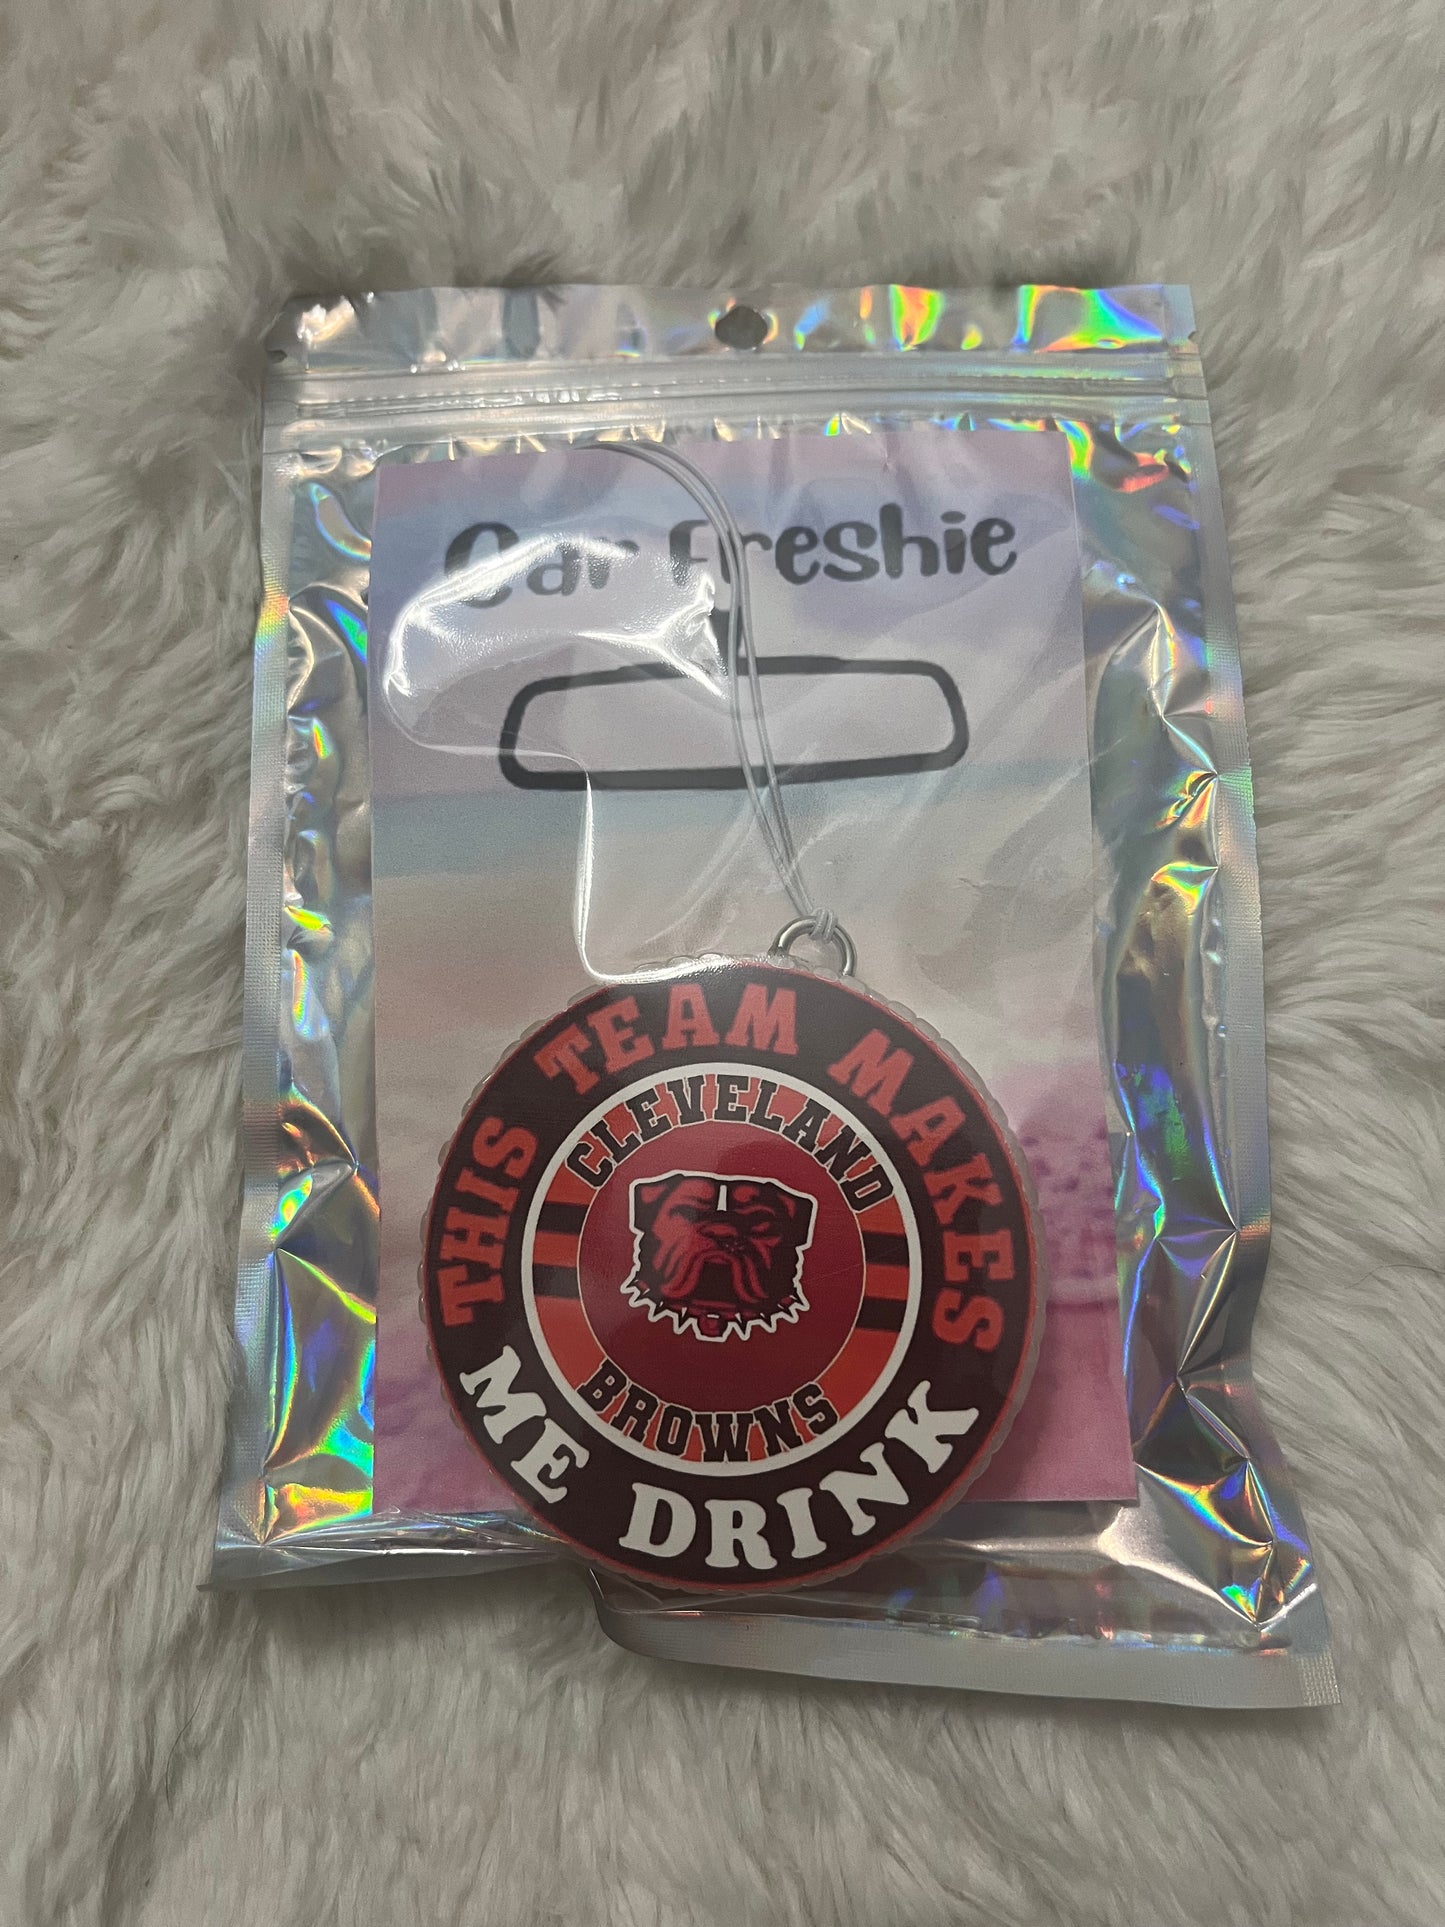 Car Freshie
THIS TEAM MAKES
CLEVELAND
BROWNS
ME DRINK